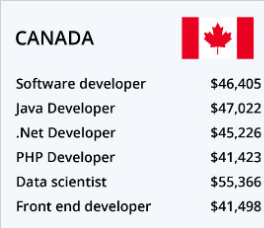 CANADA
Software developer $46,405
Java Developer $47,022
.Net Developer $45,226
PHP Developer $41,423
Data scientist $55,366
Front end developer $41,498